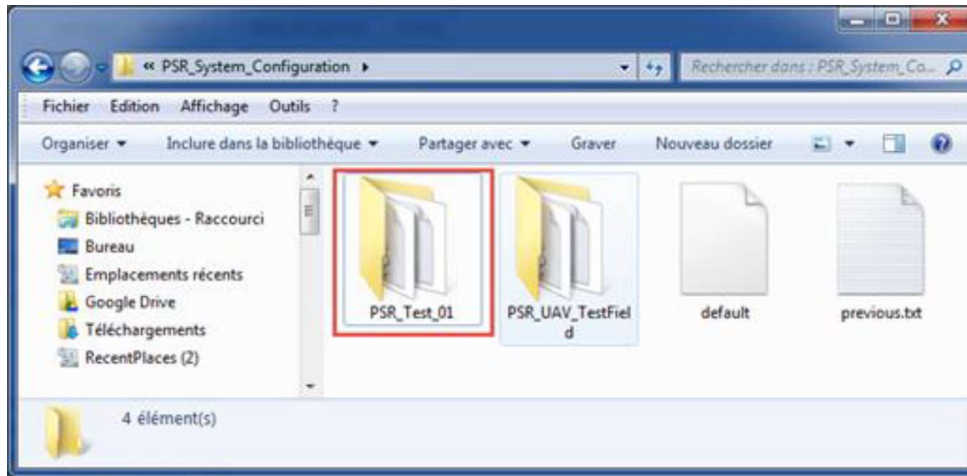 « PSR_System_Configuration
Rechercher dans : PSR_System_Co...
Fichier Edition Affichage Outils ?
Organiser Inclure dans la bibliothèque Partager avec Graver Nouveau dossier
Favoris
Bibliothèques - Raccourci
Bureau
Emplacements récents
Google Drive
Téléchargements
RecentPlaces (2)
PSR_Test_01
PSR_UAV_TestFiel
d
default
previous.txt
4 élément(s)